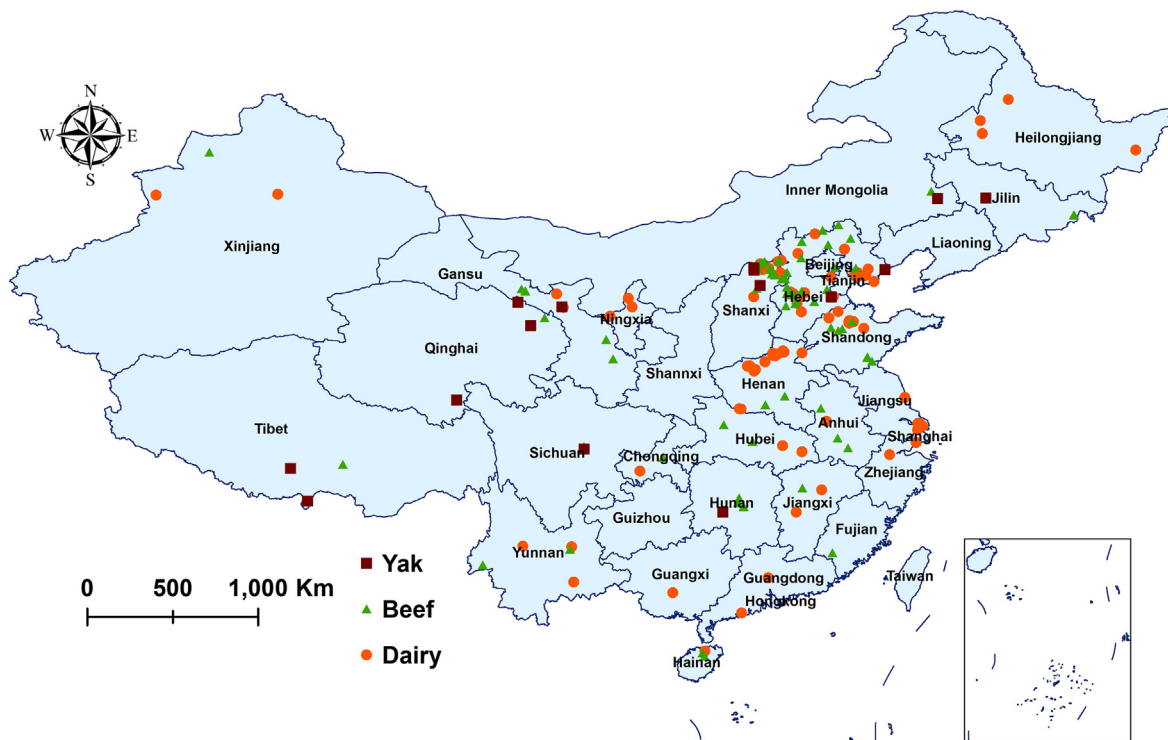 N
W E
S
Heilongjiang
Inner Mongolia
Jilin
Xinjiang
Liaoning
Gansu
Beijing
Tianjin
Hebei
Shanxi
Ningxia
Shandong
Qinghai
Shannxi
Henan
Jiangsu
Tibet
Anhui
Shanghai
Hubei
Sichuan
Chongqing
Zhejiang
Hunan
Jiangxi
Guizhou
Fujian
Yunnan
Guangxi
Guangdong
Taiwan
Hongkong
Hainan
Yak
Beef
Dairy
0 500 1,000 Km